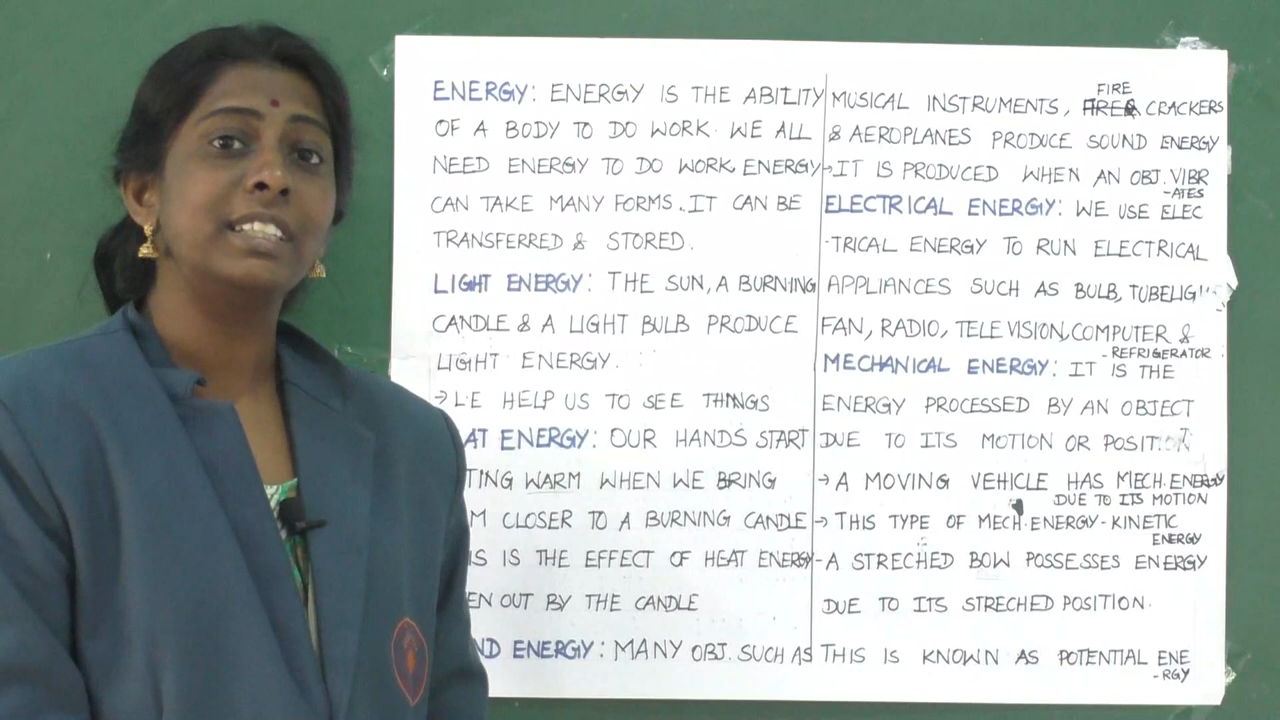 ENERGY: ENERGY IS THE ABILITY
OF A BODY TO DO WORK. WE ALL
NEED ENERGY TO DO WORK. ENERGY
CAN TAKE MANY FORMS. IT CAN BE
TRANSFERRED & STORED.
LIGHT ENERGY: THE SUN, A BURNING
CANDLE & A LIGHT BULB PRODUCE
LIGHT ENERGY.
→ L.E HELP US TO SEE THINGS
AT ENERGY: OUR HANDS START
TING WARM WHEN WE BRING
M CLOSER TO A BURNING CANDLE
IS IS THE EFFECT OF HEAT ENERGY
EN OUT BY THE CANDLE
ND ENERGY: MANY OBJ. SUCH AS
FIRE
MUSICAL INSTRUMENTS, CRACKERS
& AEROPLANES PRODUCE SOUND ENERGY
→ IT IS PRODUCED WHEN AN OBJ. VIBR
-ATES
ELECTRICAL ENERGY: WE USE ELEC
-TRICAL ENERGY TO RUN ELECTRICAL
APPLIANCES SUCH AS BULB, TUBELIG
FAN, RADIO, TELEVISION, COMPUTER &
-REFRIGERATOR
MECHANICAL ENERGY: IT IS THE
ENERGY PROCESSED BY AN OBJECT
DUE TO ITS MOTION OR POSITION
→ A MOVING VEHICLE HAS MECH. ENERGY
DUE TO ITS MOTION
→ THIS TYPE OF MECH. ENERGY - KINETIC
ENERGY
-A STRECHED BOW POSSESSES ENERGY
DUE TO ITS STRECHED POSITION.
THIS IS KNOWN AS POTENTIAL ENE
-RGY